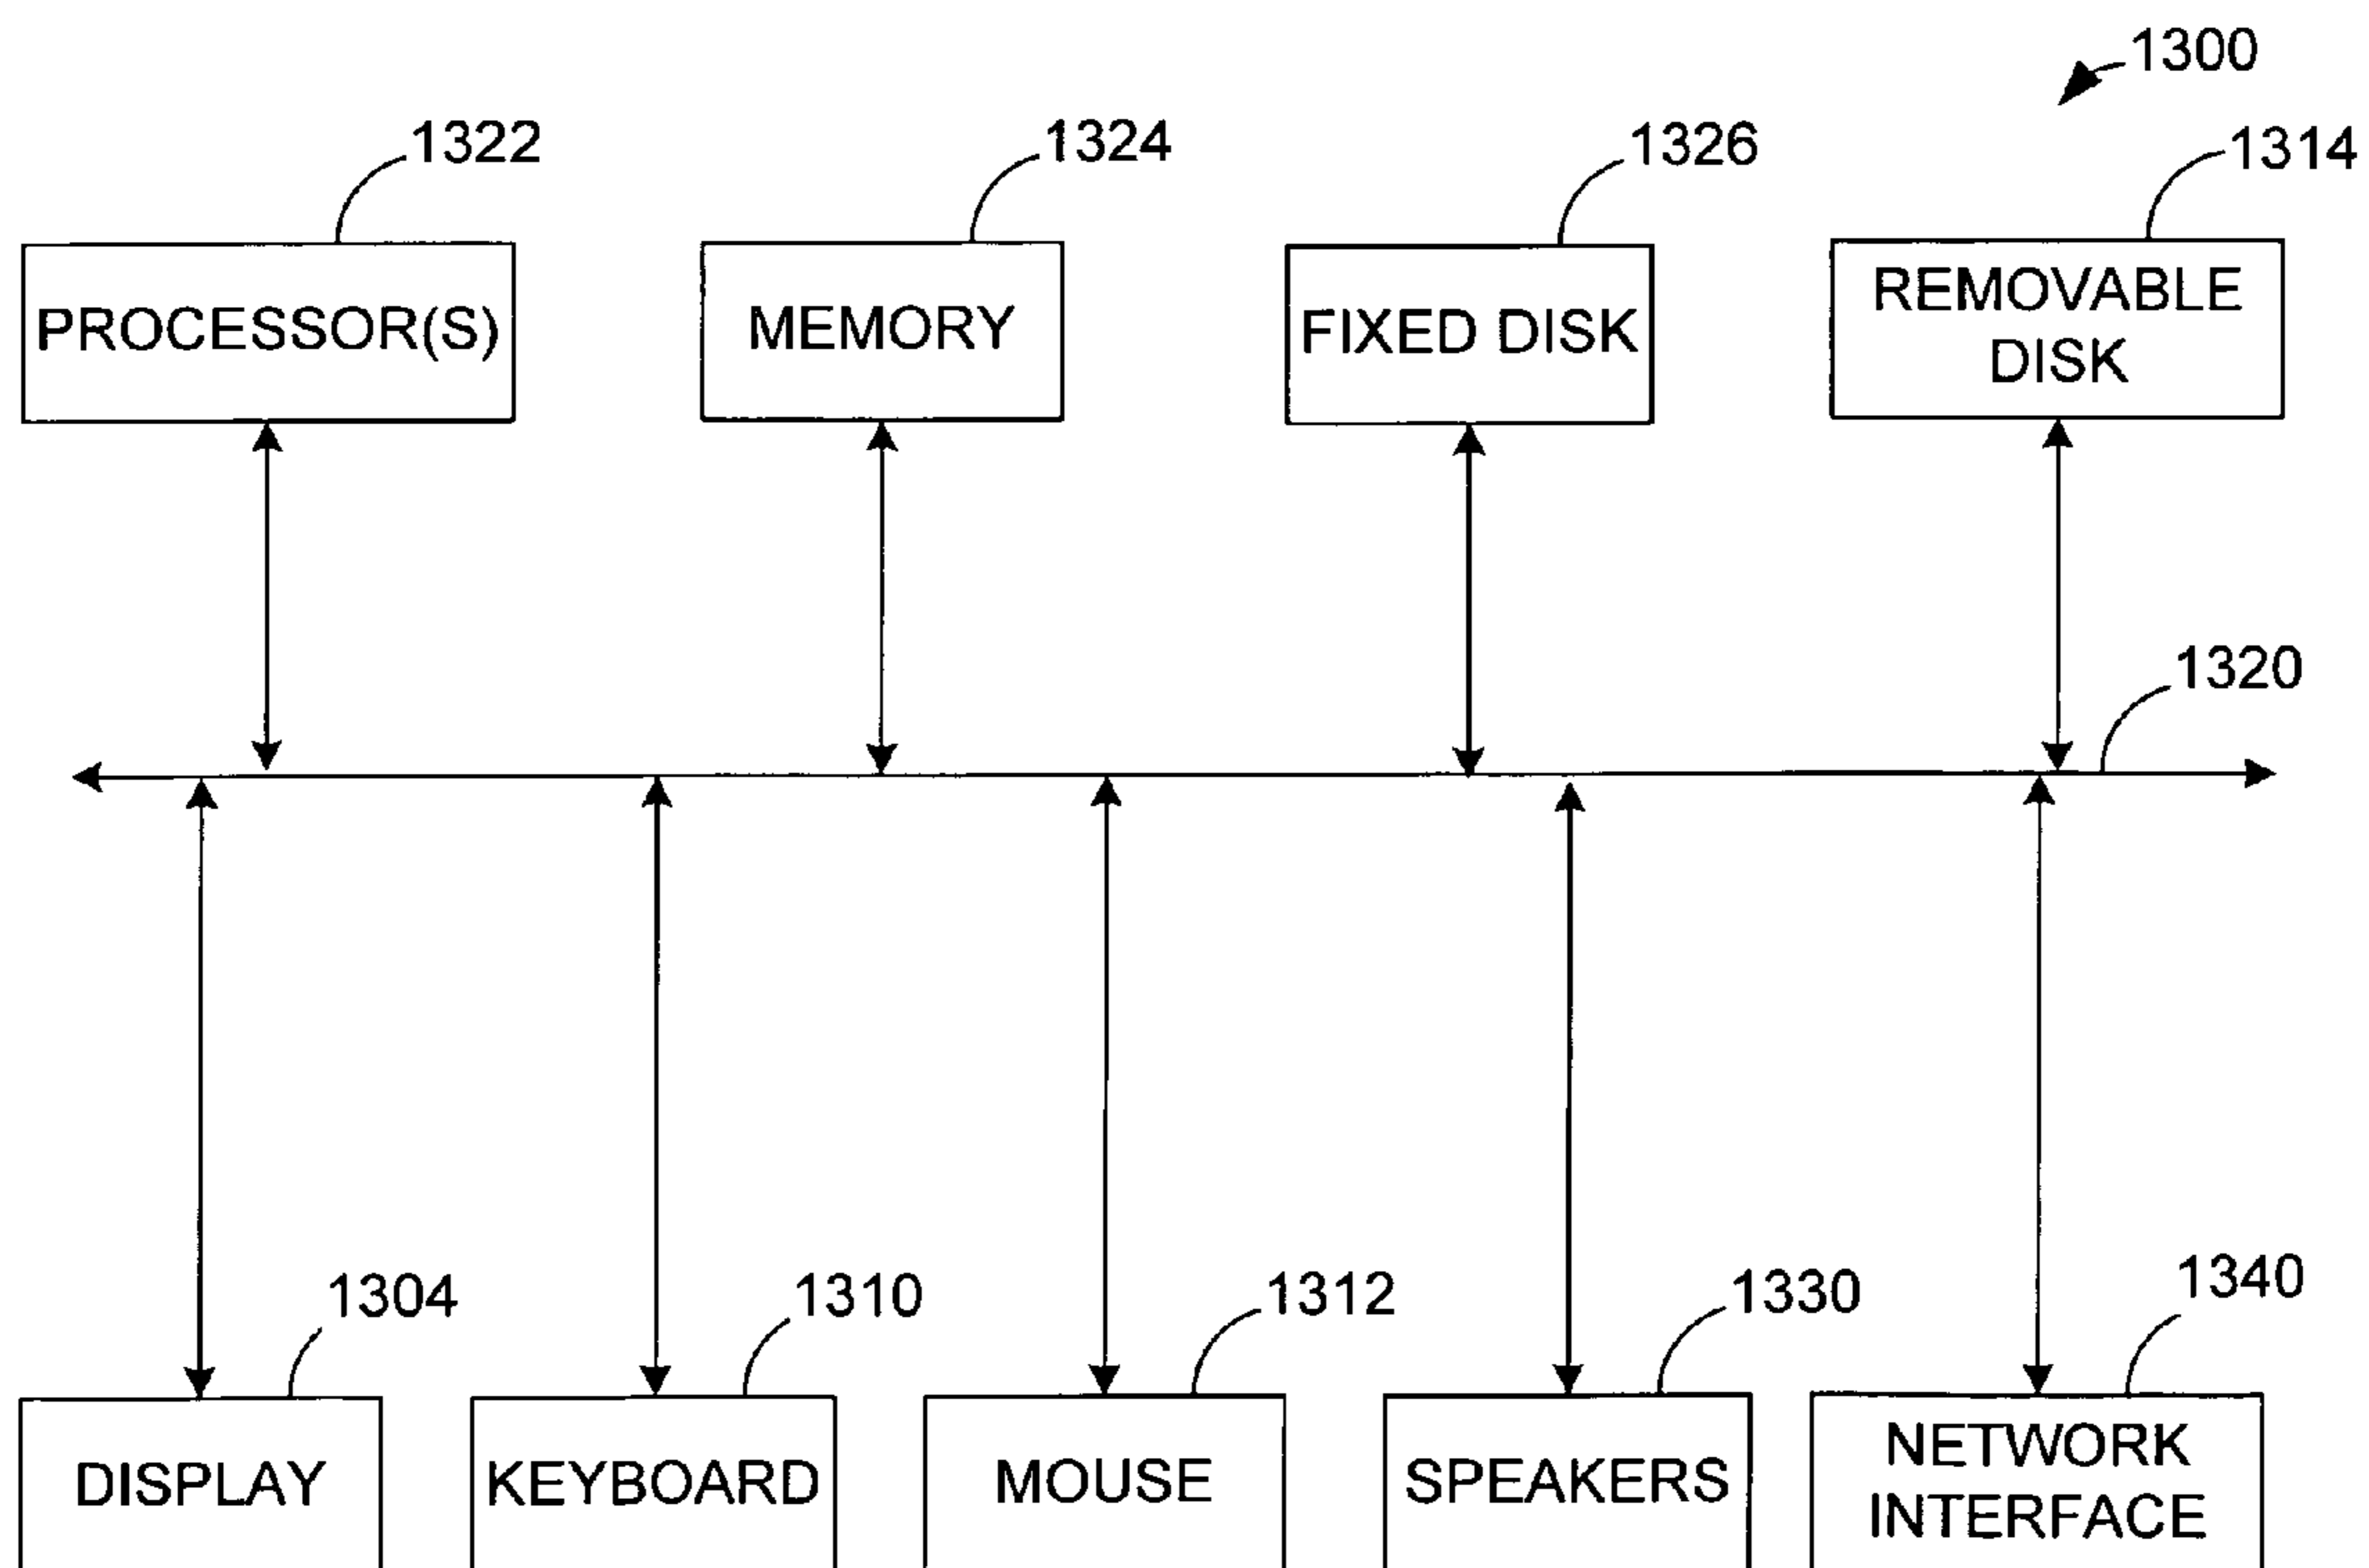 1300
1322
1324
1326
1314
PROCESSOR(S)
MEMORY
FIXED DISK
REMOVABLE
DISK
1320
1304
1310
1312
1330
1340
DISPLAY
KEYBOARD
MOUSE
SPEAKERS
NETWORK
INTERFACE